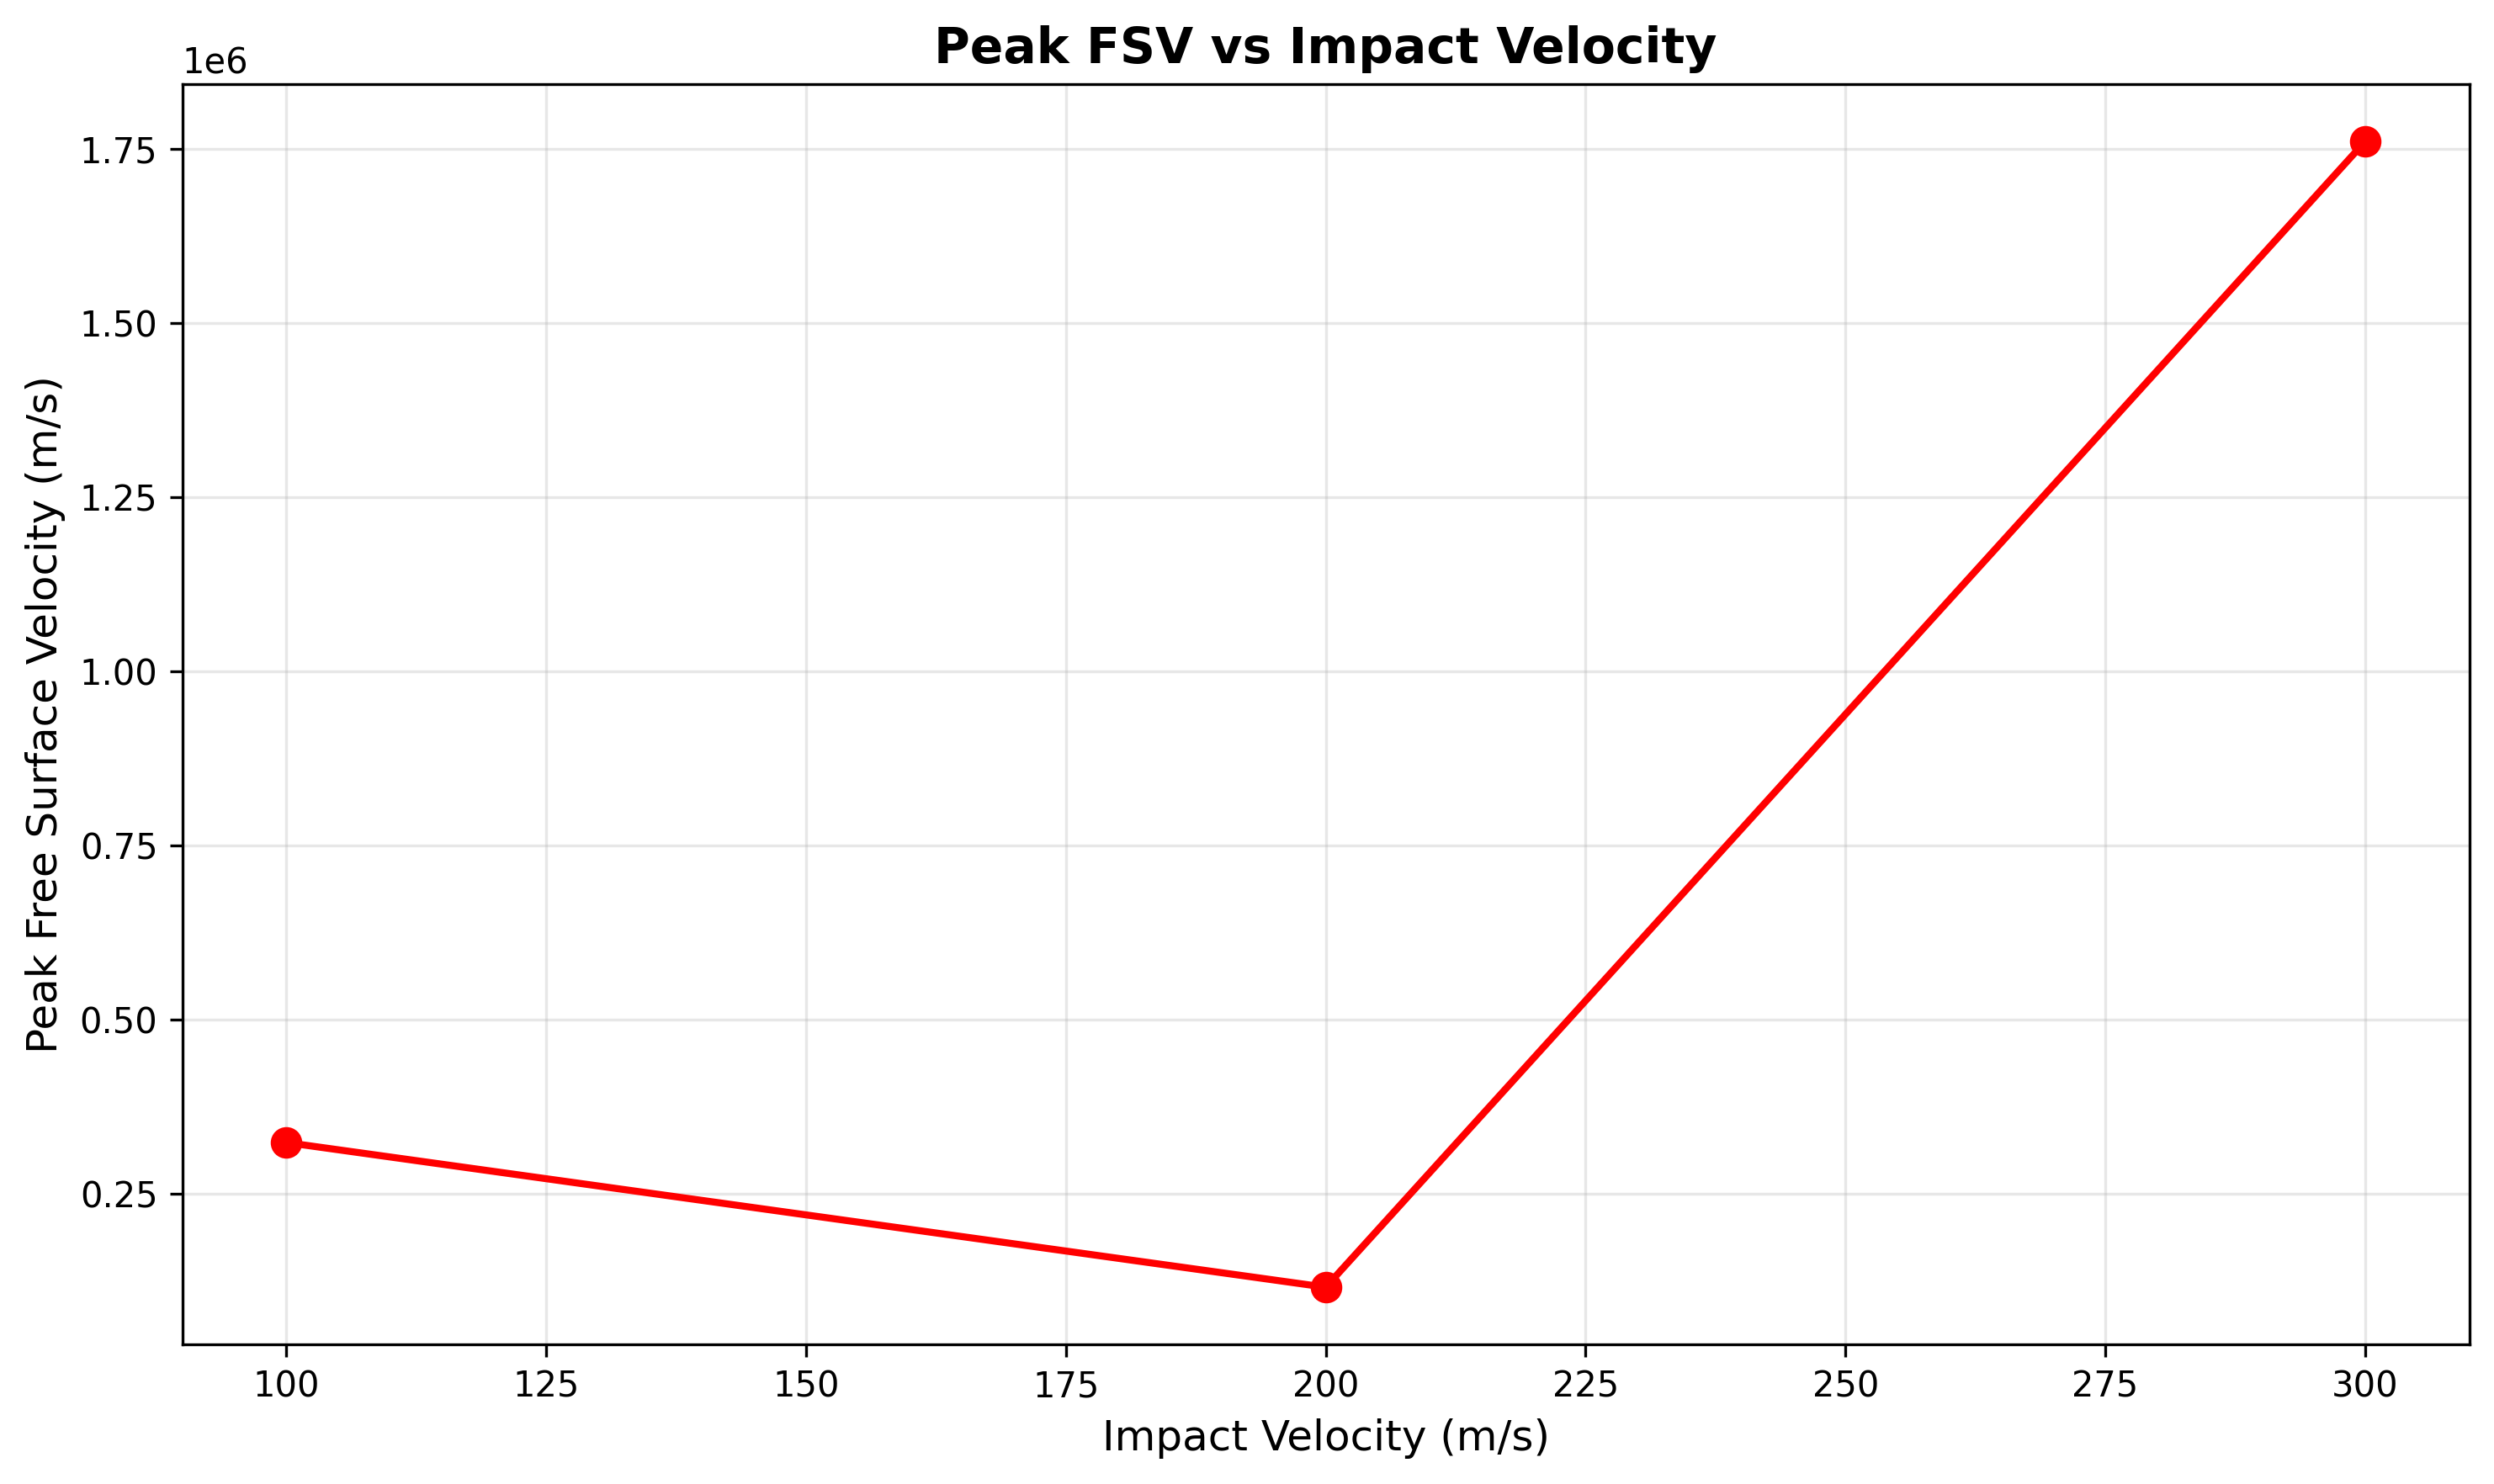 Peak FSV vs Impact Velocity
1e6
1.75
1.50
1.25
1.00
0.75
0.50
0.25
Peak Free Surface Velocity (m/s)
100 125 150 175 200 225 250 275 300
Impact Velocity (m/s)